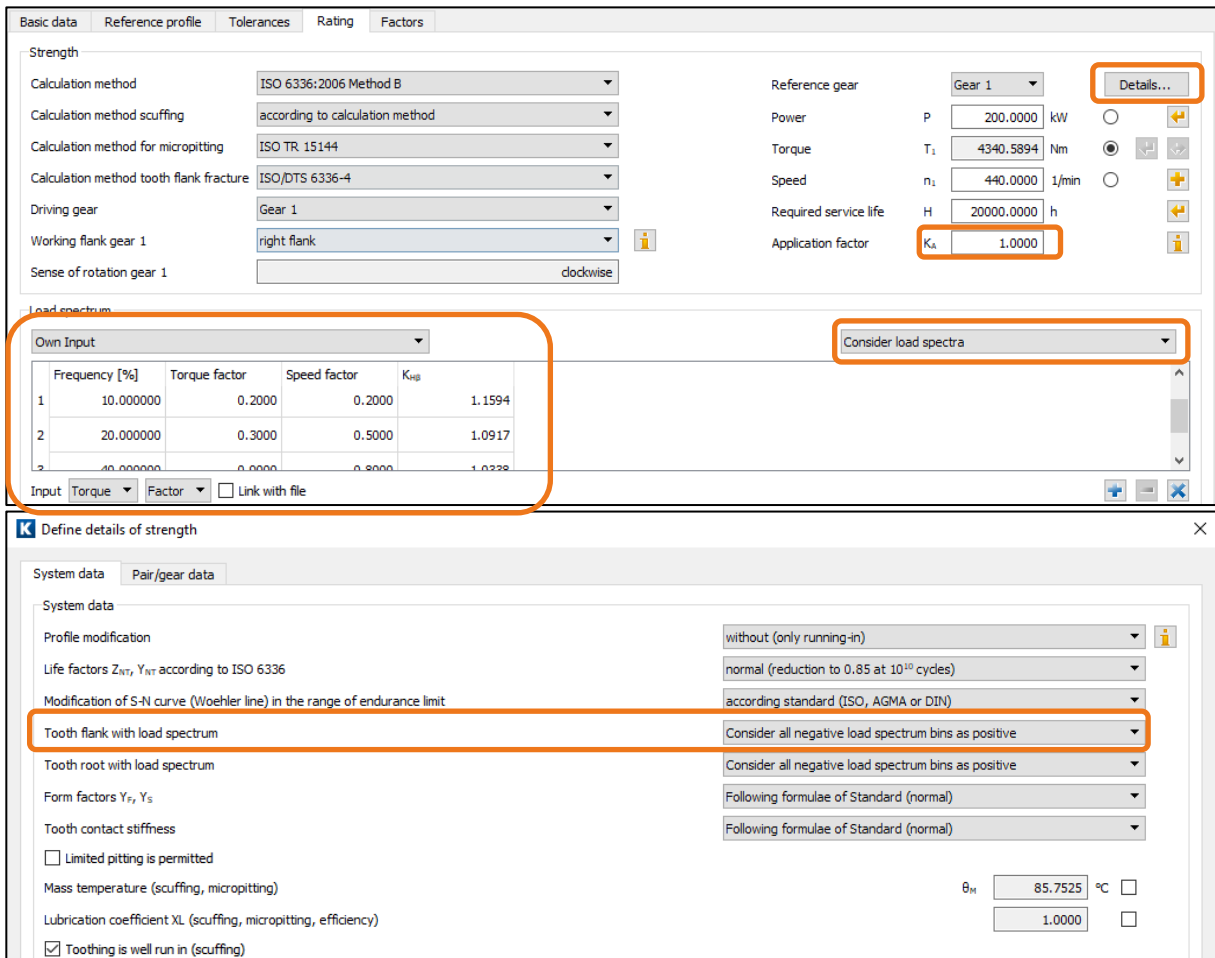 Basic data Reference profile Tolerances Rating Factors
Strength
Calculation method ISO 6336:2006 Method B Reference gear Gear 1 Details...
Calculation method scuffing according to calculation method Power P 200.0000 kW
Calculation method for micropitting ISO TR 15144 Torque T₁ 4340.5894 Nm
Calculation method tooth flank fracture ISO/DTS 6336-4 Speed n₁ 440.0000 1/min
Driving gear Gear 1 Required service life H 20000.0000 h
Working flank gear 1 right flank Application factor Kᴀ 1.0000
Sense of rotation gear 1 clockwise
Load spectrum
Own Input Consider load spectra
Frequency [%] Torque factor Speed factor KHβ
1 10.000000 0.2000 0.2000 1.1594
2 20.000000 0.3000 0.5000 1.0917
Input Torque Factor Link with file
K Define details of strength
System data Pair/gear data
System data
Profile modification without (only running-in)
Life factors ZNT, YNT according to ISO 6336 normal (reduction to 0.85 at 10¹⁰ cycles)
Modification of S-N curve (Woehler line) in the range of endurance limit according standard (ISO, AGMA or DIN)
Tooth flank with load spectrum Consider all negative load spectrum bins as positive
Tooth root with load spectrum Consider all negative load spectrum bins as positive
Form factors YF, YS Following formulae of Standard (normal)
Tooth contact stiffness Following formulae of Standard (normal)
Limited pitting is permitted
Mass temperature (scuffing, micropitting) θM 85.7525 °C
Lubrication coefficient XL (scuffing, micropitting, efficiency) 1.0000
Toothing is well run in (scuffing)